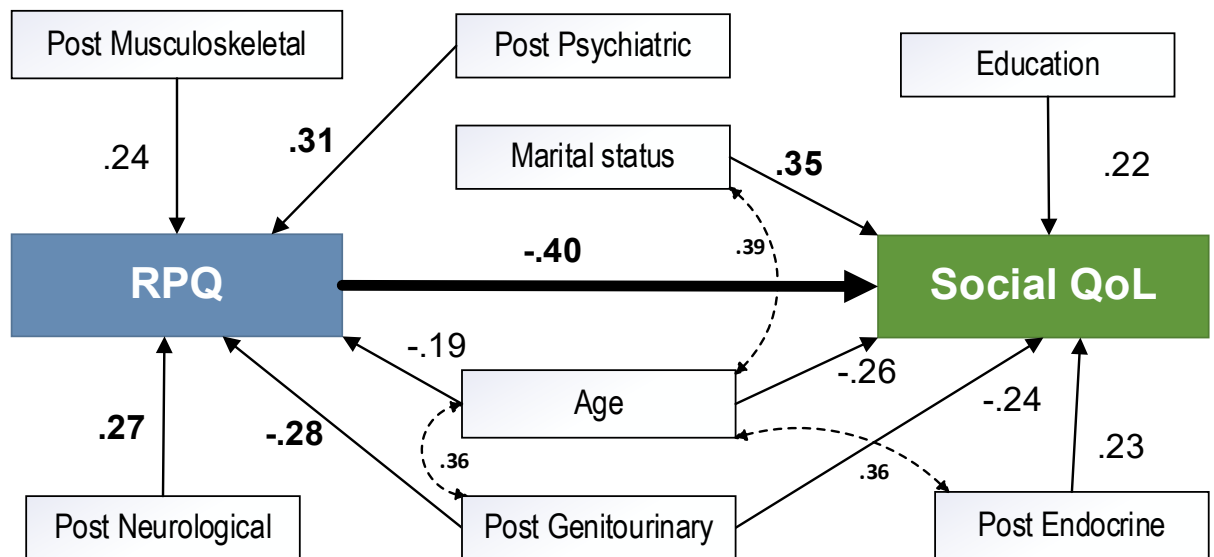 Post Musculoskeletal
Post Psychiatric
Education
.24
.31
Marital status
.35
.22
RPQ
-.40
.39
Social QoL
-.19
Age
-.26
-.24
.27
-.28
.36
.36
.23
Post Neurological
Post Genitourinary
Post Endocrine